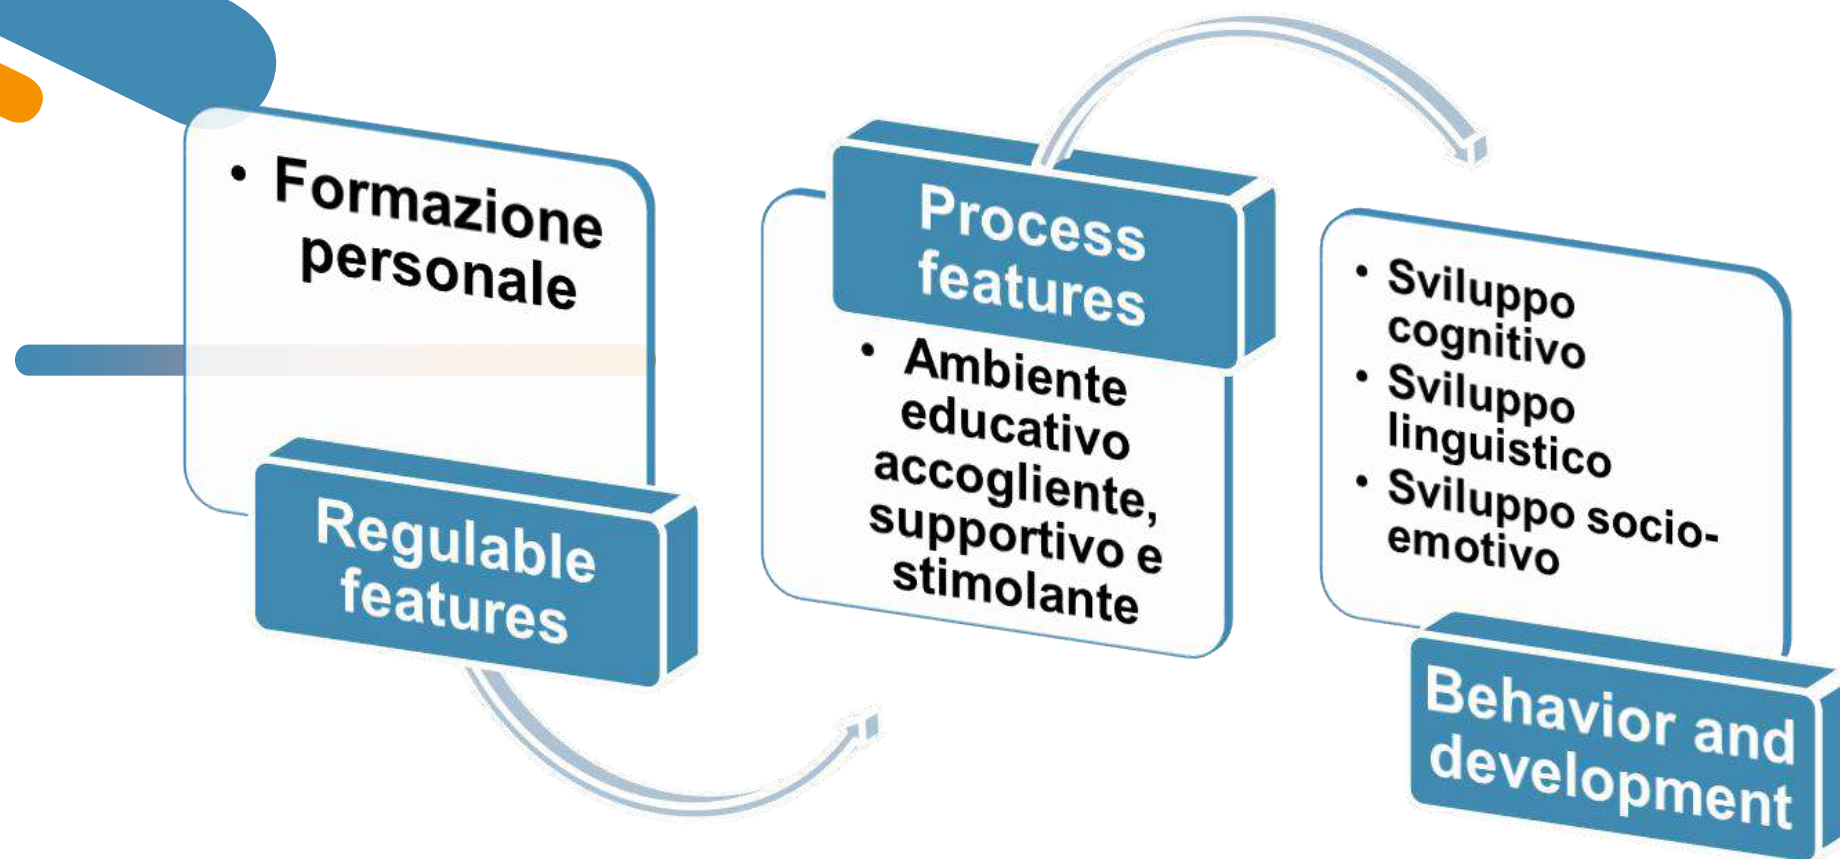 • Formazione
personale
Regulable
features
Process
features
• Ambiente
educativo
accogliente,
supportivo e
stimolante
• Sviluppo
cognitivo
• Sviluppo
linguistico
• Sviluppo socio-
emotivo
Behavior and
development